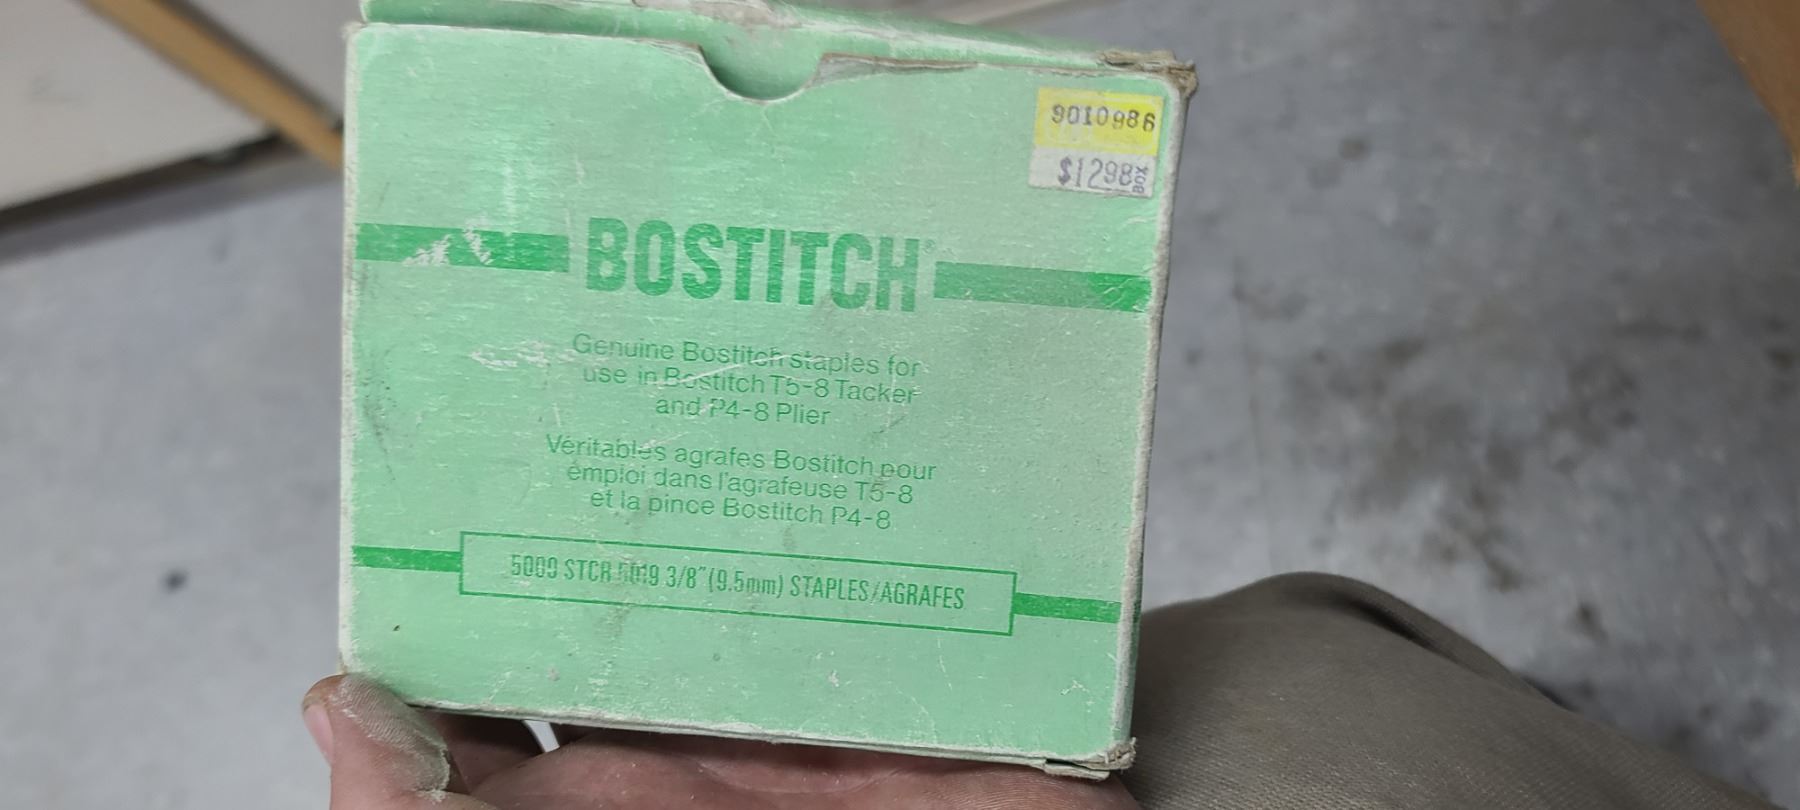 9010986
$1298 BOX
BOSTITCH®
Genuine Bostitch staples for
use in Bostitch T5-8 Tacker
and P4-8 Plier
Véritables agrafes Bostitch pour
emploi dans l'agrafeuse T5-8
et la pince Bostitch P4-8
5000 STCR 5019 3/8" (9.5mm) STAPLES/AGRAFES